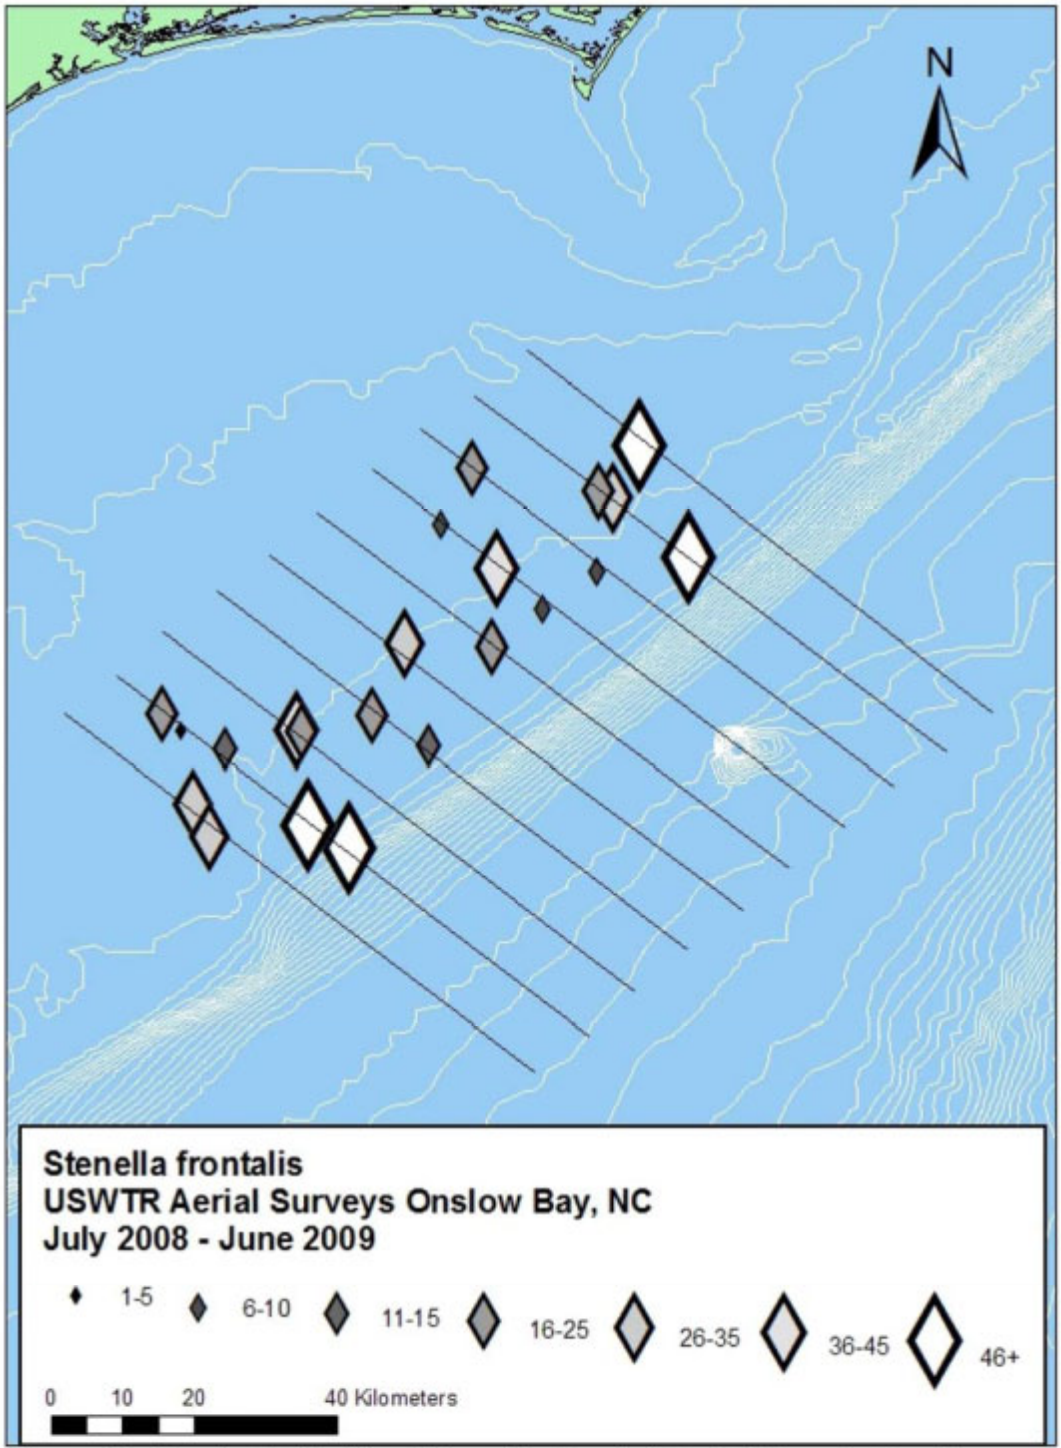 N
Stenella frontalis
USWTR Aerial Surveys Onslow Bay, NC
July 2008 - June 2009
1-5 6-10 11-15 16-25 26-35 36-45 46+
0 10 20 40 Kilometers